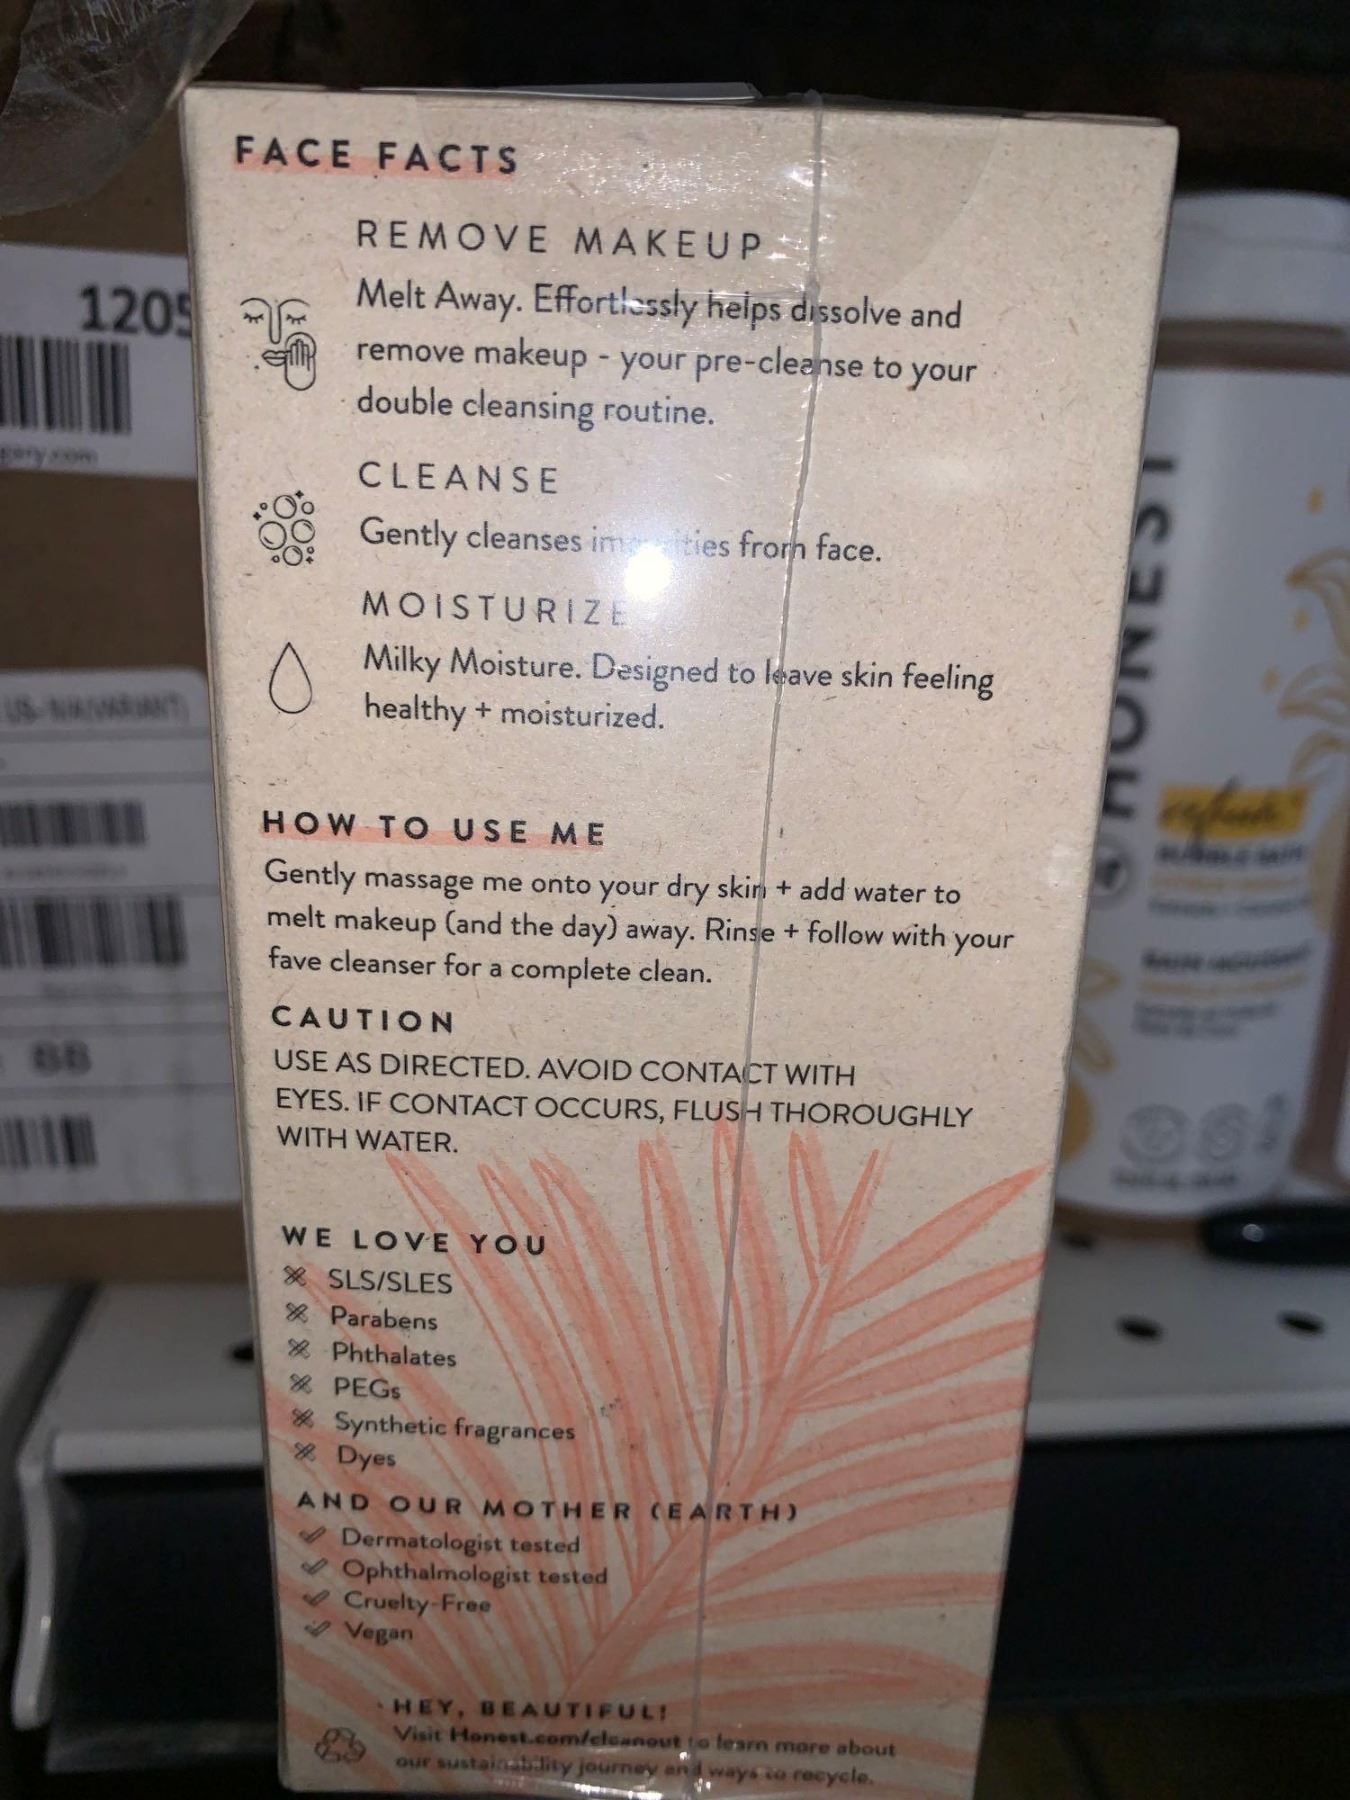 FACE FACTS
REMOVE MAKEUP
Melt Away. Effortlessly helps dissolve and
remove makeup - your pre-cleanse to your
double cleansing routine.
CLEANSE
Gently cleanses from face.
MOISTURIZE
Milky Moisture. Designed to leave skin feeling
healthy + moisturized.
HOW TO USE ME
Gently massage me onto your dry skin + add water to
melt makeup (and the day) away. Rinse + follow with your
fave cleanser for a complete clean.
CAUTION
USE AS DIRECTED. AVOID CONTACT WITH
EYES. IF CONTACT OCCURS, FLUSH THOROUGHLY
WITH WATER.
WE LOVE YOU
SLS/SLES
Parabens
Phthalates
PEGs
Synthetic fragrances
Dyes
AND OUR MOTHER (EARTH)
Dermatologist tested
Ophthalmologist tested
Cruelty-Free
Vegan
HEY, BEAUTIFUL!
Visit Honest.com/cleanout to learn more about
our sustainability journey and ways to recycle.
1205
88
HONEST